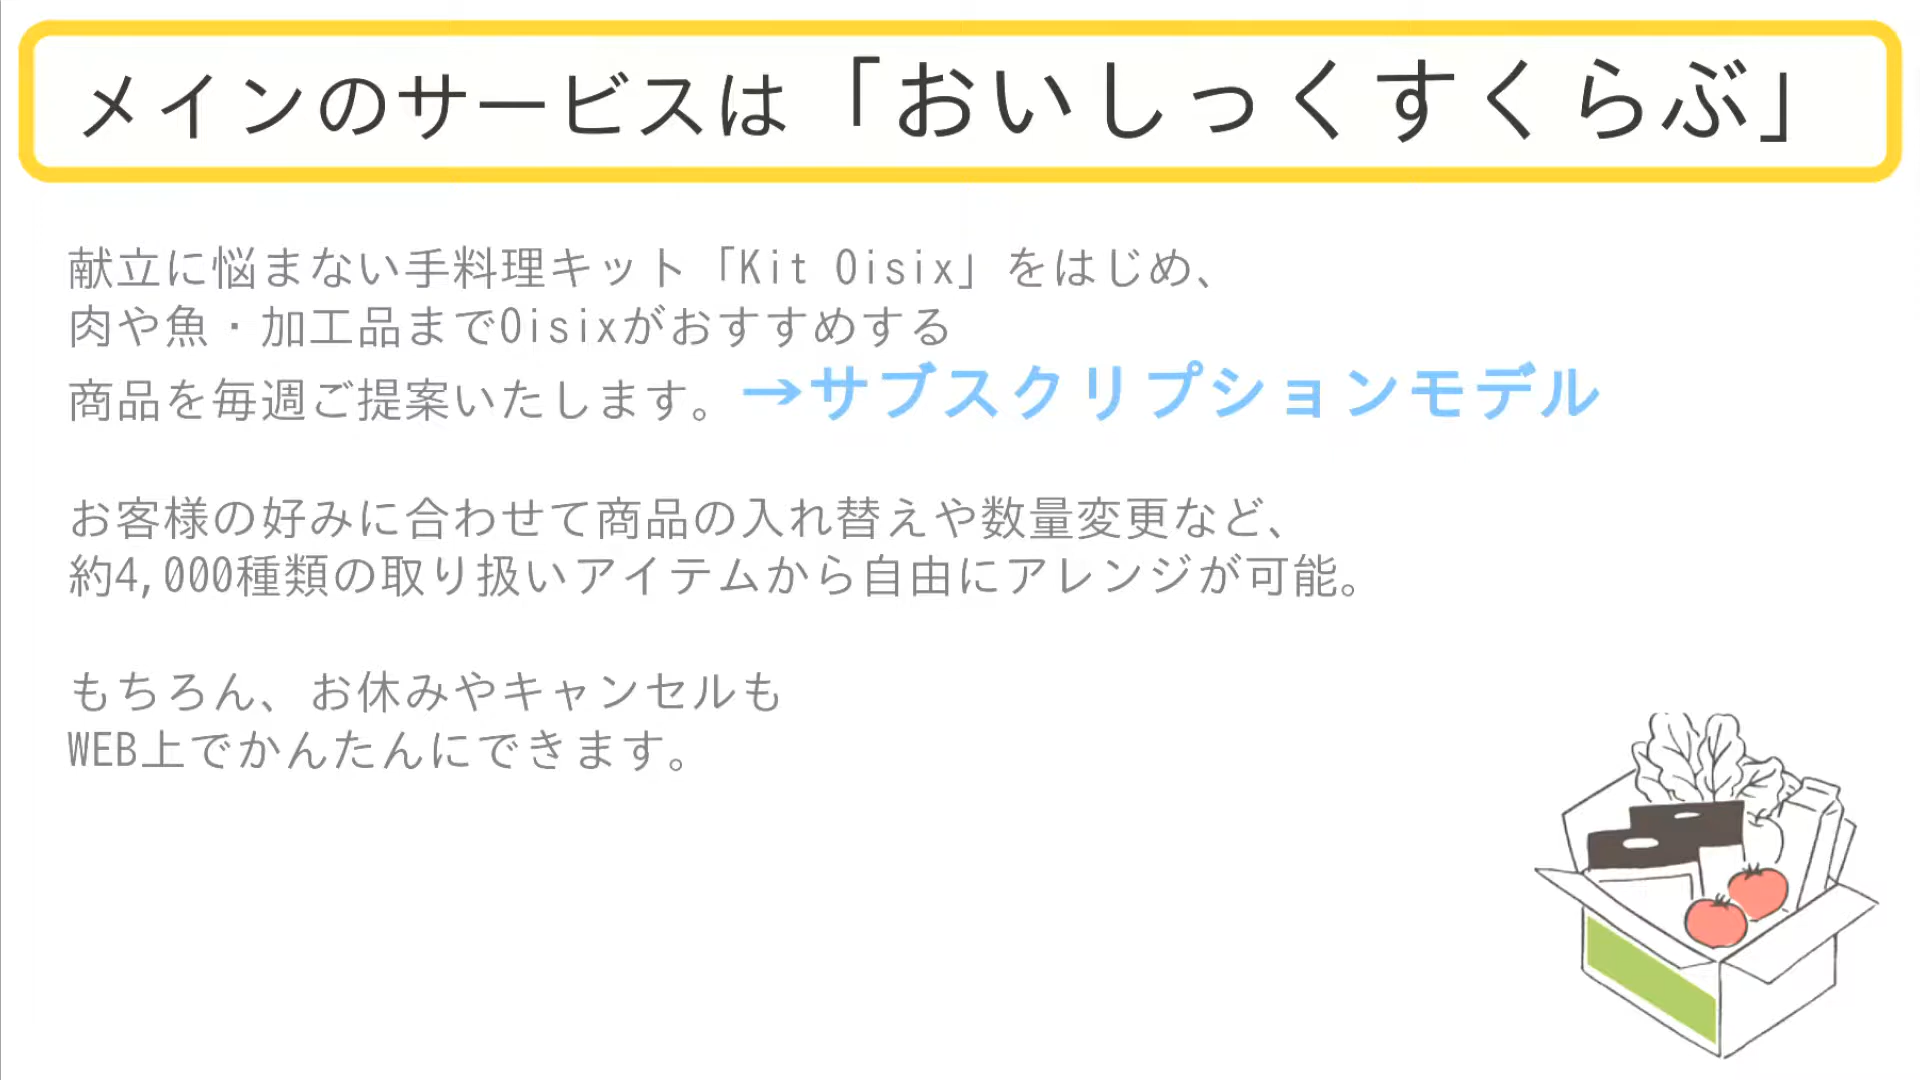 メインのサービスは「おいしっくすくらぶ」
献立に悩まない手料理キット「Kit Oisix」をはじめ、
肉や魚・加工品までOisixがおすすめする
商品を毎週ご提案いたします。→サブスクリプションモデル
お客様の好みに合わせて商品の入れ替えや数量変更など、
約4,000種類の取り扱いアイテムから自由にアレンジが可能。
もちろん、お休みやキャンセルも
WEB上でかんたんにできます。